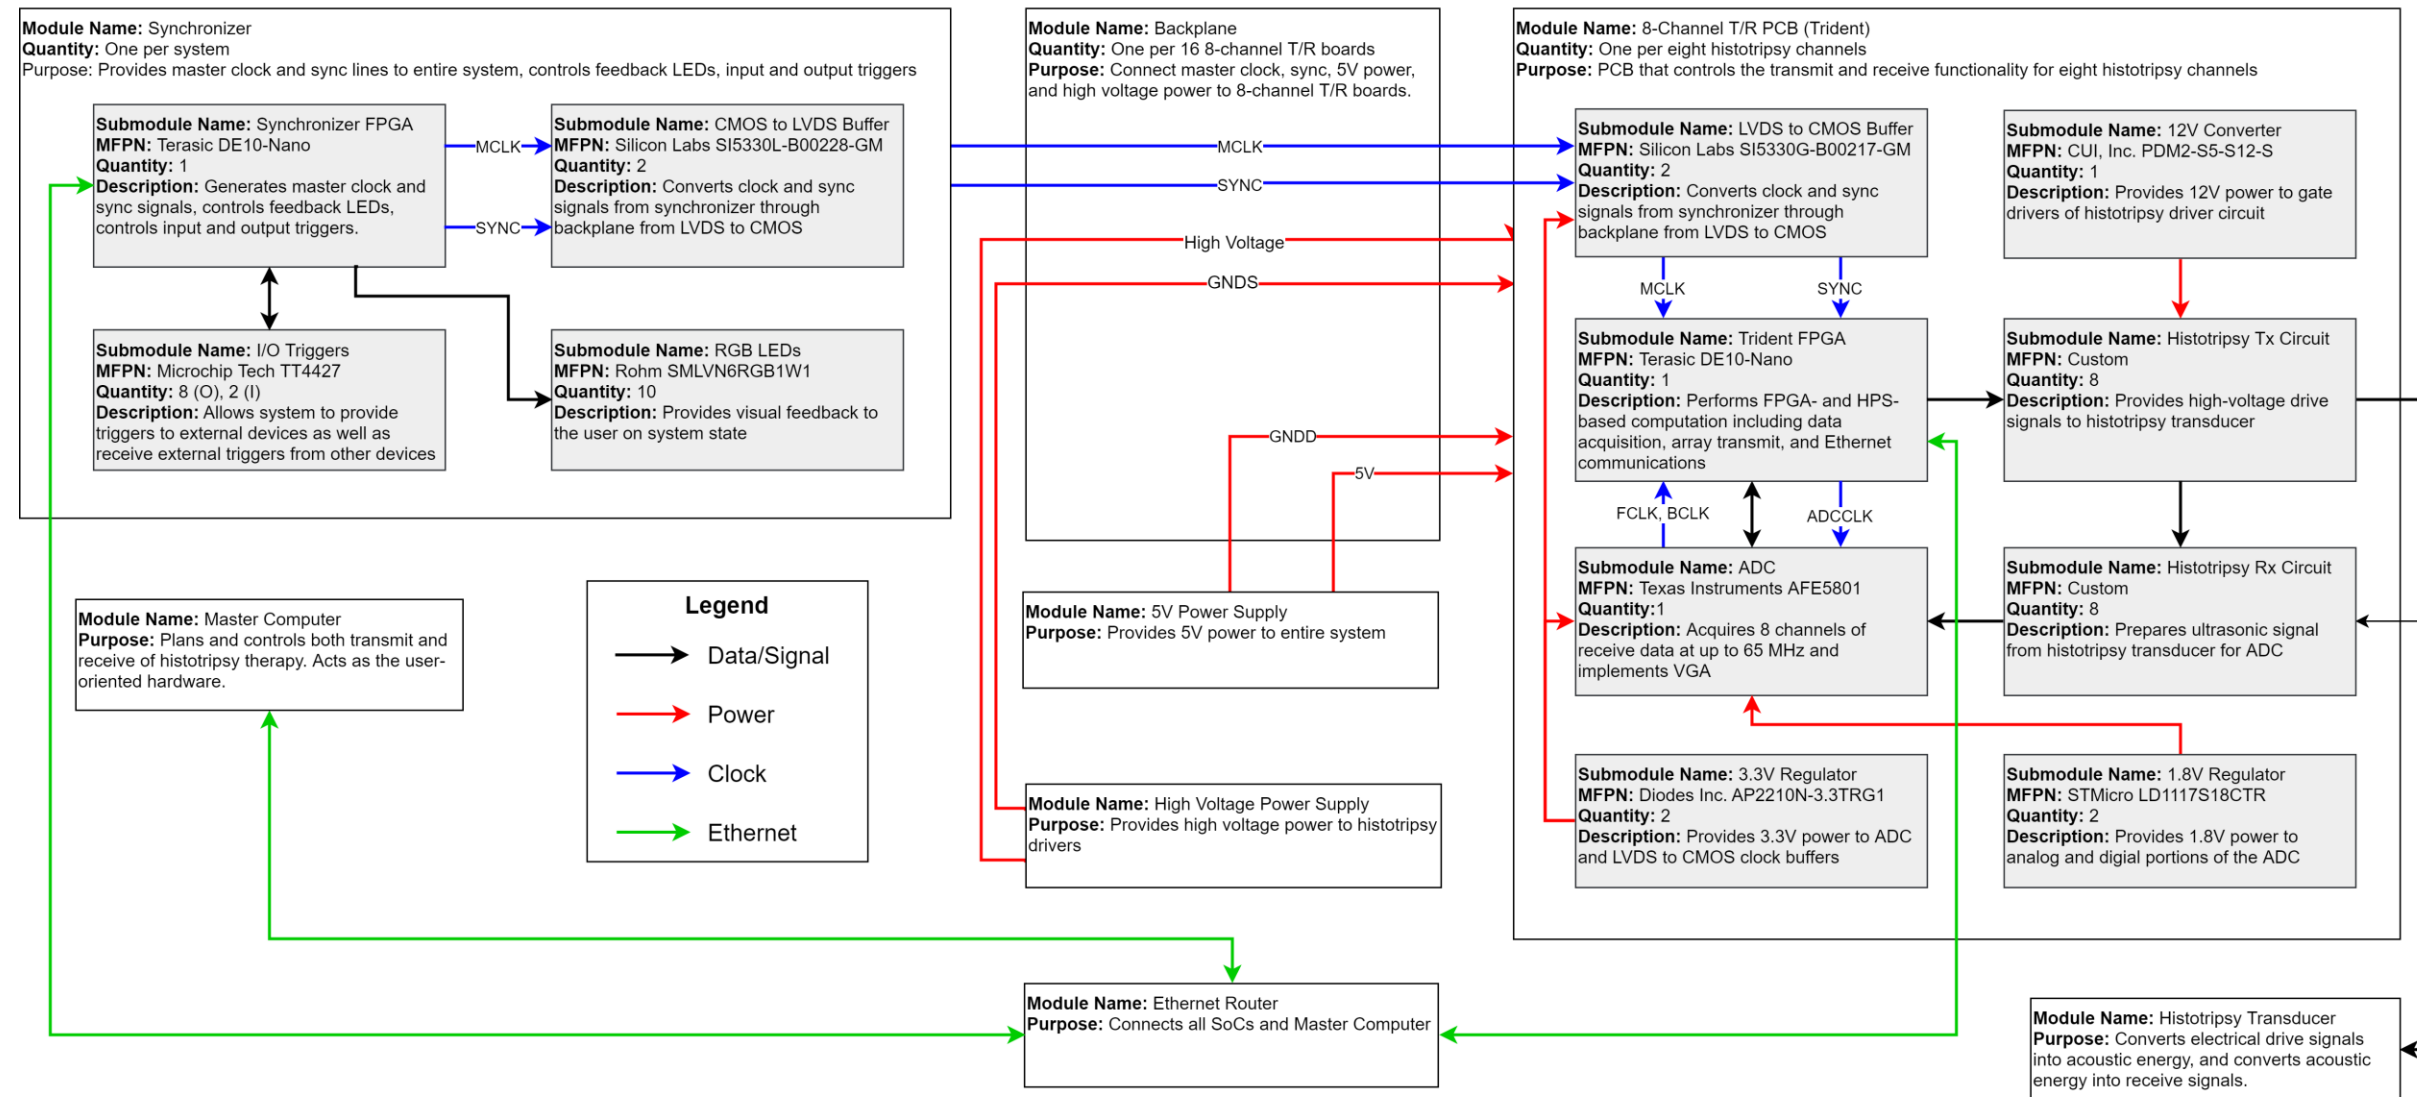 Module Name: Synchronizer
Quantity: One per system
Purpose: Provides master clock and sync lines to entire system, controls feedback LEDs, input and output triggers
Submodule Name: Synchronizer FPGA
MFPN: Terasic DE10-Nano
Quantity: 1
Description: Generates master clock and
sync signals, controls feedback LEDs,
controls input and output triggers.
MCLK
SYNC
Submodule Name: CMOS to LVDS Buffer
MFPN: Silicon Labs SI5330L-B00228-GM
Quantity: 2
Description: Converts clock and sync
signals from synchronizer through
backplane from LVDS to CMOS
Submodule Name: I/O Triggers
MFPN: Microchip Tech TT4427
Quantity: 8 (O), 2 (I)
Description: Allows system to provide
triggers to external devices as well as
receive external triggers from other devices
Submodule Name: RGB LEDs
MFPN: Rohm SMLVN6RGB1W1
Quantity: 10
Description: Provides visual feedback to
the user on system state
Module Name: Backplane
Quantity: One per 16 8-channel T/R boards
Purpose: Connect master clock, sync, 5V power,
and high voltage power to 8-channel T/R boards.
MCLK
SYNC
High Voltage
GNDS
GNDD
5V
Module Name: 8-Channel T/R PCB (Trident)
Quantity: One per eight histotripsy channels
Purpose: PCB that controls the transmit and receive functionality for eight histotripsy channels
Submodule Name: LVDS to CMOS Buffer
MFPN: Silicon Labs SI5330G-B00217-GM
Quantity: 2
Description: Converts clock and sync
signals from synchronizer through
backplane from LVDS to CMOS
Submodule Name: 12V Converter
MFPN: CUI, Inc. PDM2-S5-S12-S
Quantity: 1
Description: Provides 12V power to gate
drivers of histotripsy driver circuit
MCLK
SYNC
Submodule Name: Trident FPGA
MFPN: Terasic DE10-Nano
Quantity: 1
Description: Performs FPGA- and HPS-
based computation including data
acquisition, array transmit, and Ethernet
communications
Submodule Name: Histotripsy Tx Circuit
MFPN: Custom
Quantity: 8
Description: Provides high-voltage drive
signals to histotripsy transducer
FCLK, BCLK
ADCCLK
Submodule Name: ADC
MFPN: Texas Instruments AFE5801
Quantity:1
Description: Acquires 8 channels of
receive data at up to 65 MHz and
implements VGA
Submodule Name: Histotripsy Rx Circuit
MFPN: Custom
Quantity: 8
Description: Prepares ultrasonic signal
from histotripsy transducer for ADC
Submodule Name: 3.3V Regulator
MFPN: Diodes Inc. AP2210N-3.3TRG1
Quantity: 2
Description: Provides 3.3V power to ADC
and LVDS to CMOS clock buffers
Submodule Name: 1.8V Regulator
MFPN: STMicro LD1117S18CTR
Quantity: 2
Description: Provides 1.8V power to
analog and digial portions of the ADC
Module Name: Master Computer
Purpose: Plans and controls both transmit and
receive of histotripsy therapy. Acts as the user-
oriented hardware.
Legend
Data/Signal
Power
Clock
Ethernet
Module Name: 5V Power Supply
Purpose: Provides 5V power to entire system
Module Name: High Voltage Power Supply
Purpose: Provides high voltage power to histotripsy
drivers
Module Name: Ethernet Router
Purpose: Connects all SoCs and Master Computer
Module Name: Histotripsy Transducer
Purpose: Converts electrical drive signals
into acoustic energy, and converts acoustic
energy into receive signals.